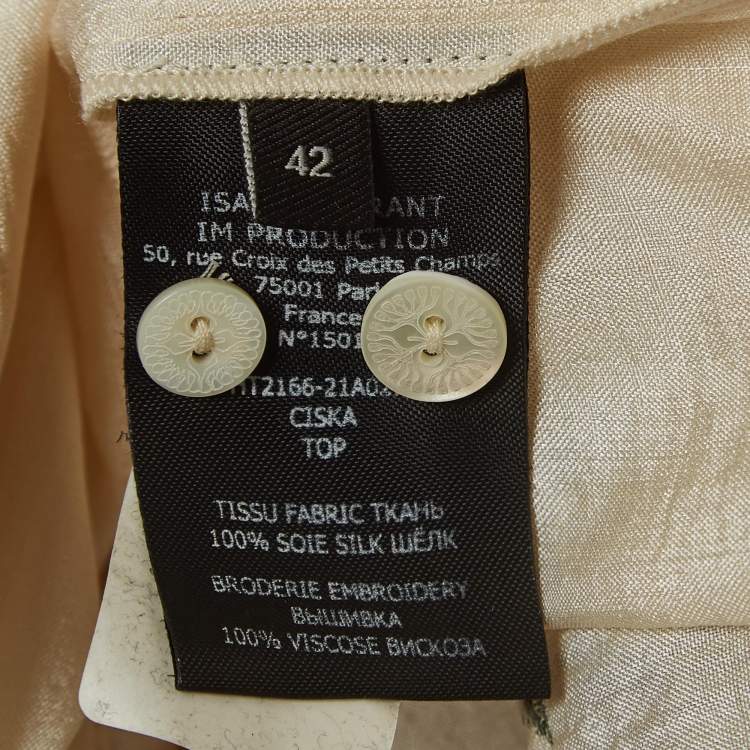 42
IM PRODUCTION
50, rue Croix des Petits Champs
75001
France
CISKA
TOP
TISSU FABRIC ТКАНЬ
100% SOIE SILK ШЁЛК
BRODERIE EMBROIDERY
ВЫШИВКА
100% VISCOSE ВИСКОЗА